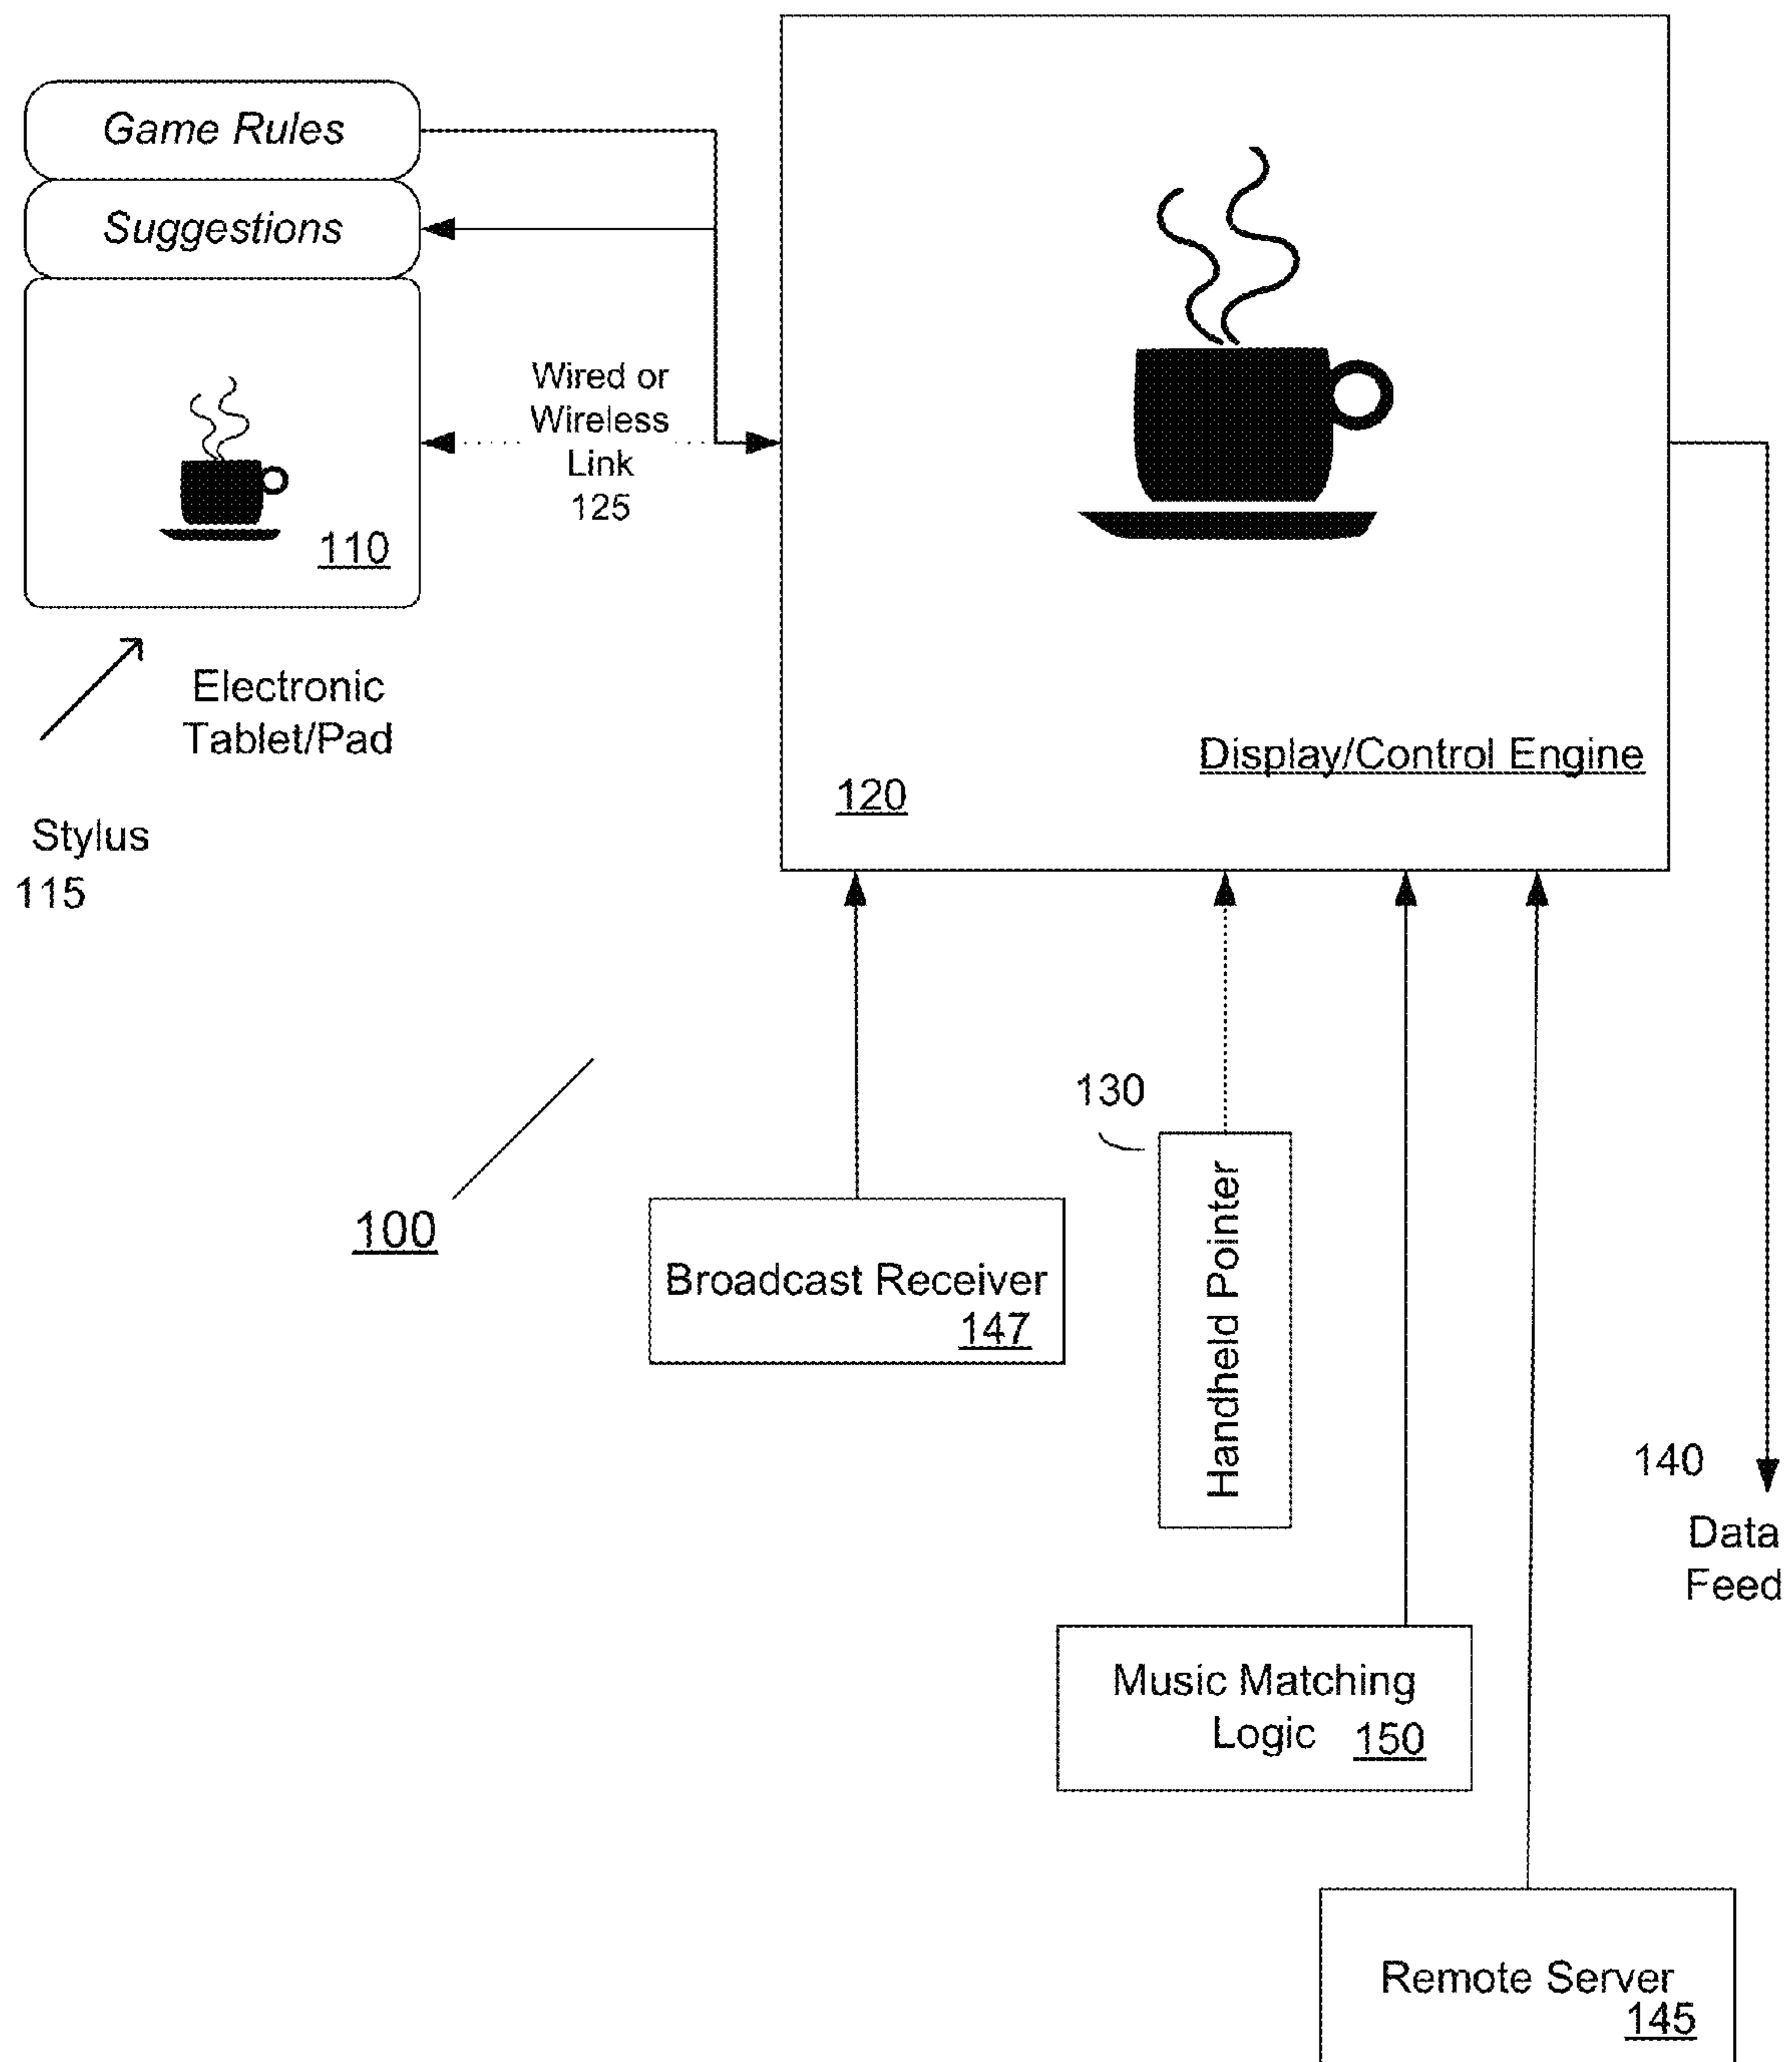 Game Rules
Suggestions
Wired or
Wireless
Link
125
110
Electronic
Tablet/Pad
Stylus
115
Display/Control Engine
120
130
Handheld Pointer
100
Broadcast Receiver
147
140
Data
Feed
Music Matching
Logic 150
Remote Server
145